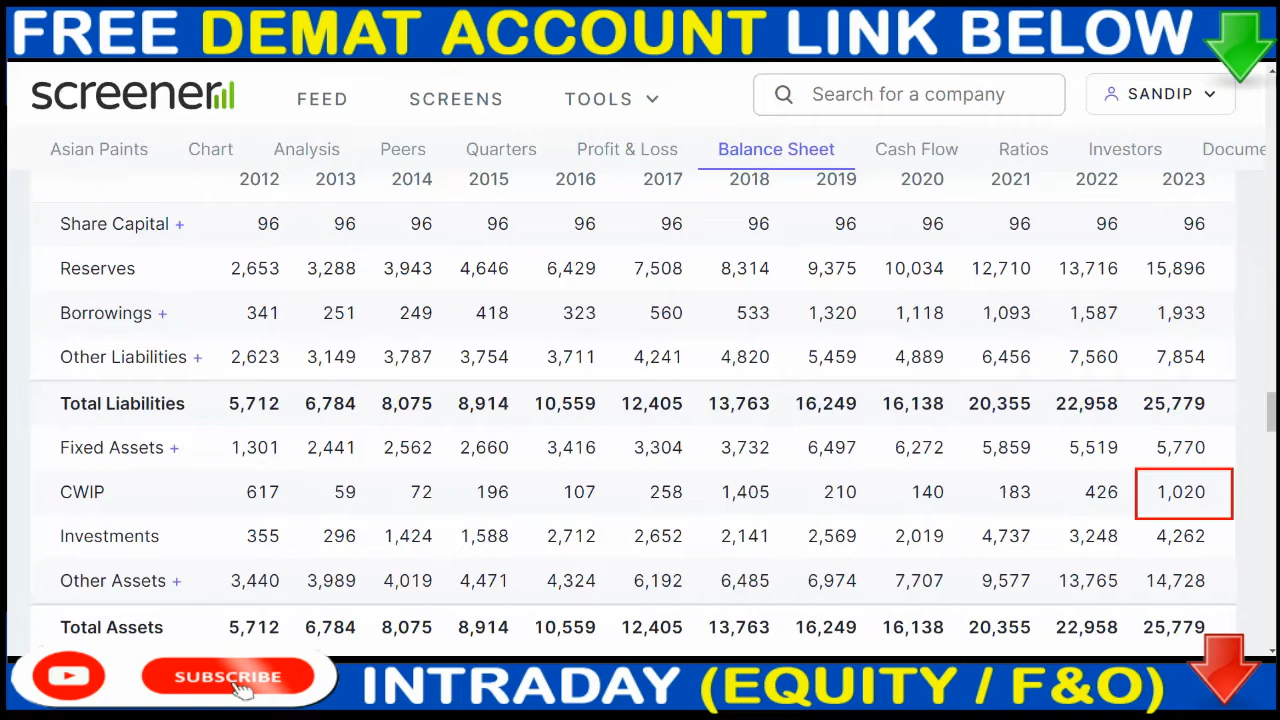 FREE DEMAT ACCOUNT LINK BELOW
screener FEED SCREENS TOOLS Search for a company SANDIP
Asian Paints Chart Analysis Peers Quarters Profit & Loss Balance Sheet Cash Flow Ratios Investors Docume
2012 2013 2014 2015 2016 2017 2018 2019 2020 2021 2022 2023
Share Capital + 96 96 96 96 96 96 96 96 96 96 96 96
Reserves 2,653 3,288 3,943 4,646 6,429 7,508 8,314 9,375 10,034 12,710 13,716 15,896
Borrowings + 341 251 249 418 323 560 533 1,320 1,118 1,093 1,587 1,933
Other Liabilities + 2,623 3,149 3,787 3,754 3,711 4,241 4,820 5,459 4,889 6,456 7,560 7,854
Total Liabilities 5,712 6,784 8,075 8,914 10,559 12,405 13,763 16,249 16,138 20,355 22,958 25,779
Fixed Assets + 1,301 2,441 2,562 2,660 3,416 3,304 3,732 6,497 6,272 5,859 5,519 5,770
CWIP 617 59 72 196 107 258 1,405 210 140 183 426 1,020
Investments 355 296 1,424 1,588 2,712 2,652 2,141 2,569 2,019 4,737 3,248 4,262
Other Assets + 3,440 3,989 4,019 4,471 4,324 6,192 6,485 6,974 7,707 9,577 13,765 14,728
Total Assets 5,712 6,784 8,075 8,914 10,559 12,405 13,763 16,249 16,138 20,355 22,958 25,779
SUBSCRIBE INTRADAY (EQUITY / F&O)